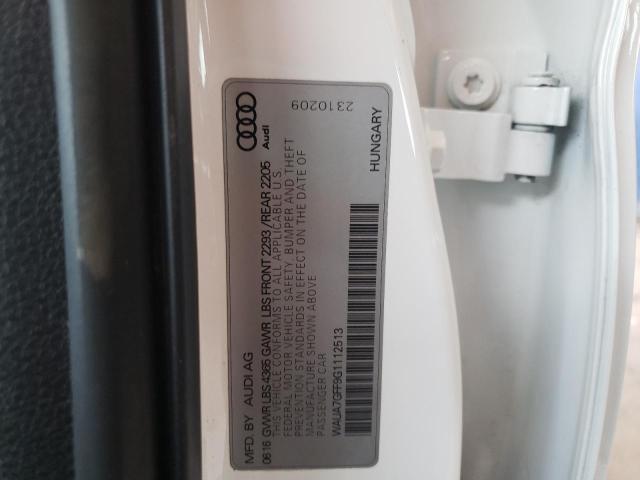 MFD. BY AUDI AG
Audi
06 16 GVWR LBS 4365 GAWR LBS FRONT 2293 / REAR 2205
THIS VEHICLE CONFORMS TO ALL APPLICABLE U.S.
FEDERAL MOTOR VEHICLE SAFETY, BUMPER AND THEFT
PREVENTION STANDARDS IN EFFECT ON THE DATE OF
MANUFACTURE SHOWN ABOVE
PASSENGER CAR
WAUA7GFF9G1112513
HUNGARY
2310209